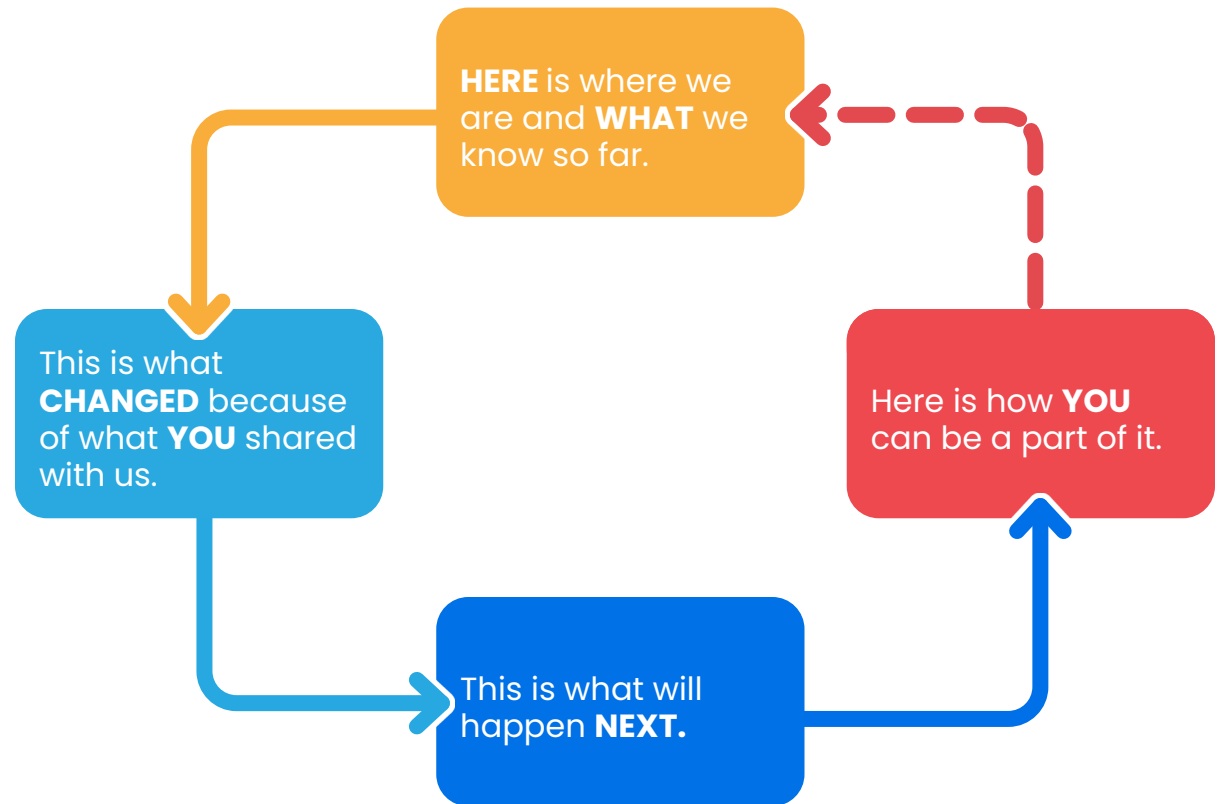 HERE is where we
are and WHAT we
know so far.
This is what
CHANGED because
of what YOU shared
with us.
This is what will
happen NEXT.
Here is how YOU
can be a part of it.